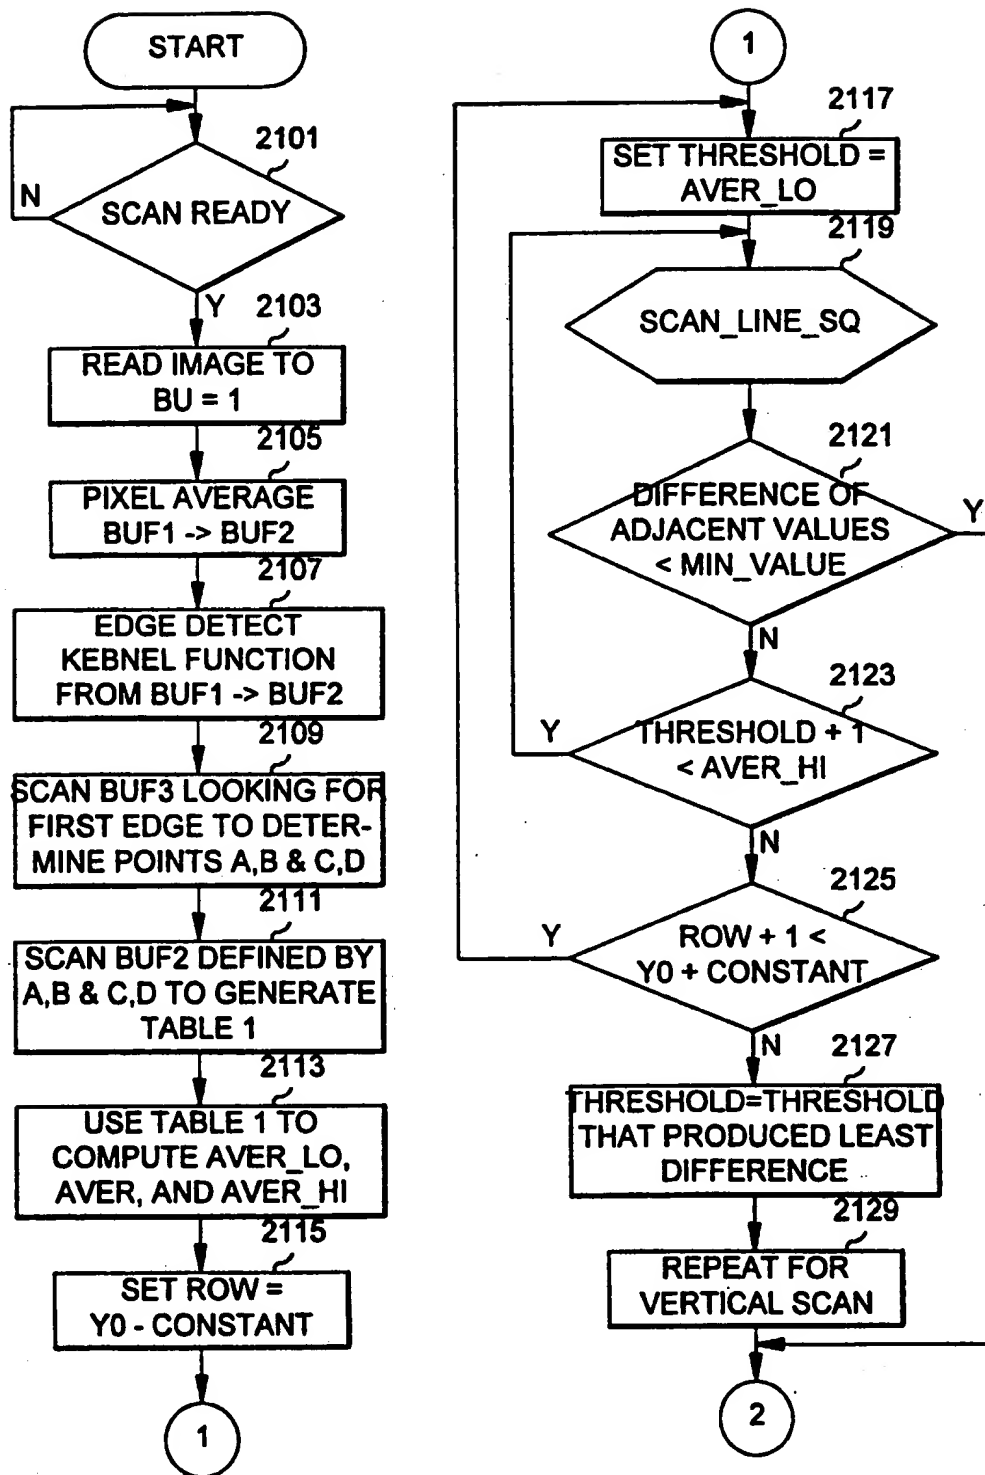 START
2101
N
SCAN READY
Y
2103
READ IMAGE TO
BU = 1
2105
PIXEL AVERAGE
BUF1 -> BUF2
2107
EDGE DETECT
KEBNEL FUNCTION
FROM BUF1 -> BUF2
2109
SCAN BUF3 LOOKING FOR
FIRST EDGE TO DETER-
MINE POINTS A,B & C,D
2111
SCAN BUF2 DEFINED BY
A,B & C,D TO GENERATE
TABLE 1
2113
USE TABLE 1 TO
COMPUTE AVER_LO,
AVER, AND AVER_HI
2115
SET ROW =
Y0 - CONSTANT
1
1
2117
SET THRESHOLD =
AVER_LO
2119
SCAN_LINE_SQ
2121
DIFFERENCE OF
ADJACENT VALUES
< MIN_VALUE
Y
N
2123
Y
THRESHOLD + 1
< AVER_HI
N
2125
Y
ROW + 1 <
Y0 + CONSTANT
N
2127
THRESHOLD=THRESHOLD
THAT PRODUCED LEAST
DIFFERENCE
2129
REPEAT FOR
VERTICAL SCAN
2